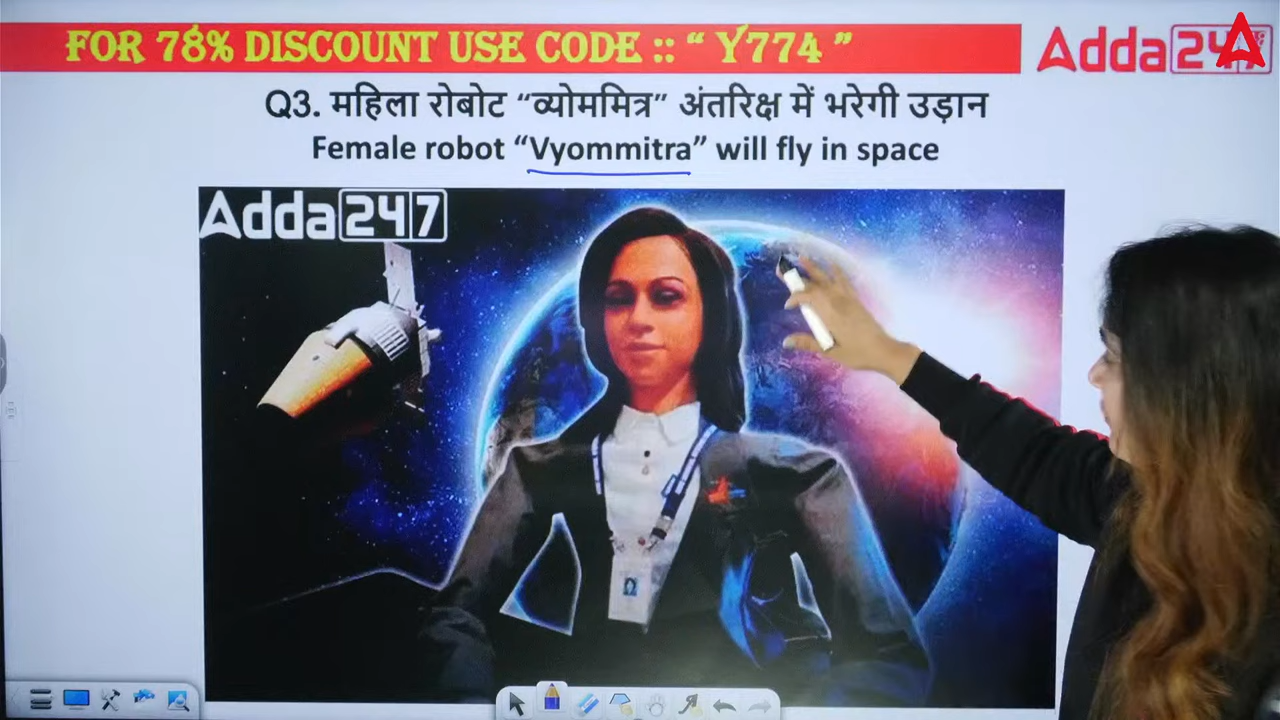 FOR 78% DISCOUNT USE CODE :: “ Y774 ”
Adda247
Q3. महिला रोबोट “व्योममित्र” अंतरिक्ष में भरेगी उड़ान
Female robot “Vyommitra” will fly in space
Adda247